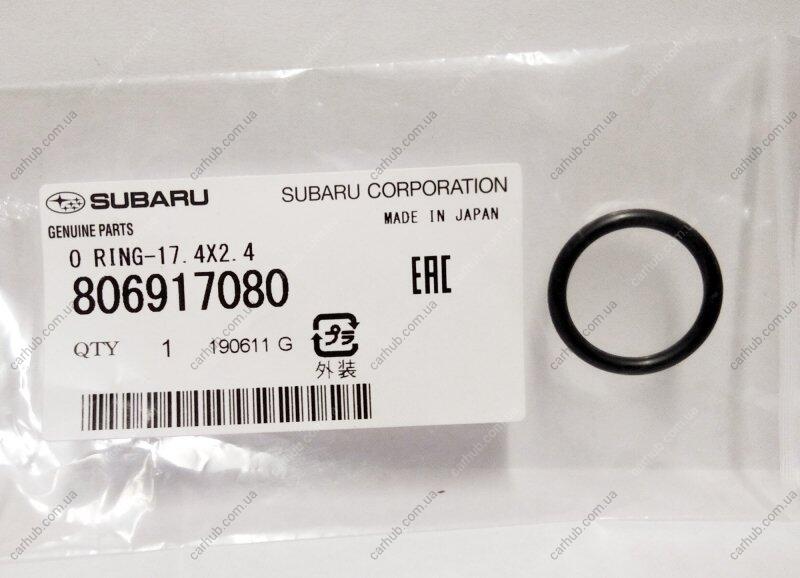 SUBARU
SUBARU CORPORATION
GENUINE PARTS
MADE IN JAPAN
O RING-17.4X2.4
806917080
EAC
QTY 1 190611 G
プラ
外装
carhub.com.ua